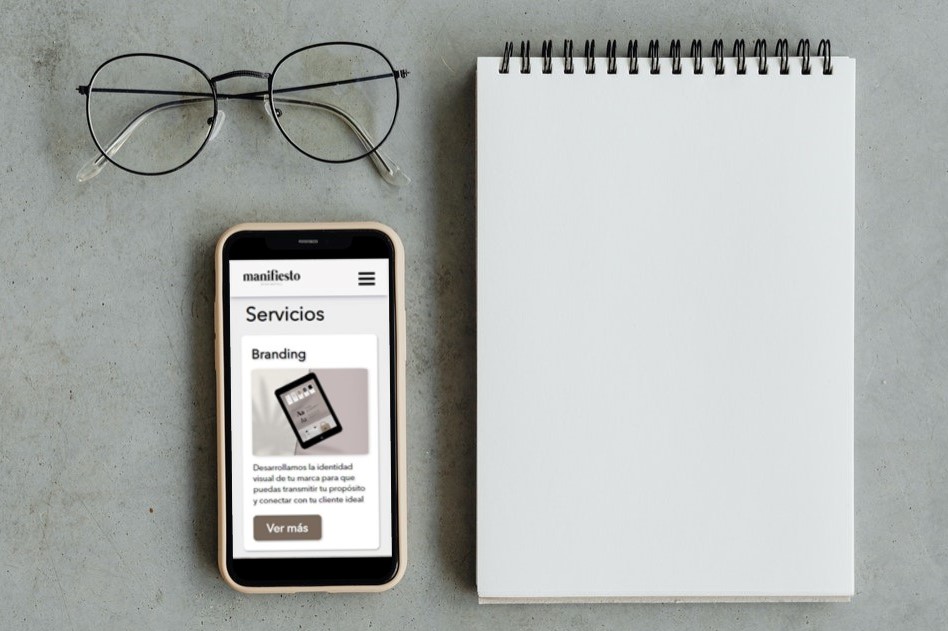 manifiesto
Servicios
Branding
Desarrollamos la identidad
visual de tu marca para que
puedas transmitir tu propósito
y conectar con tu cliente ideal
Ver más